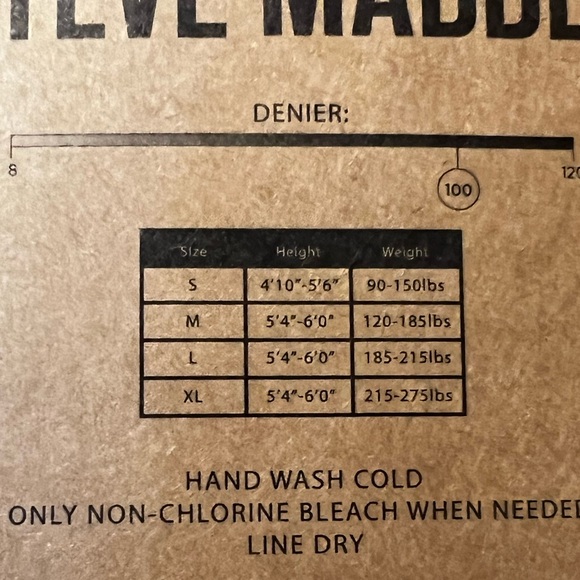 TEVE MADDE
DENIER:
8 120
100
Size Height Weight
S 4'10"-5'6" 90-150lbs
M 5'4"-6'0" 120-185lbs
L 5'4"-6'0" 185-215lbs
XL 5'4"-6'0" 215-275lbs
HAND WASH COLD
ONLY NON-CHLORINE BLEACH WHEN NEEDED
LINE DRY